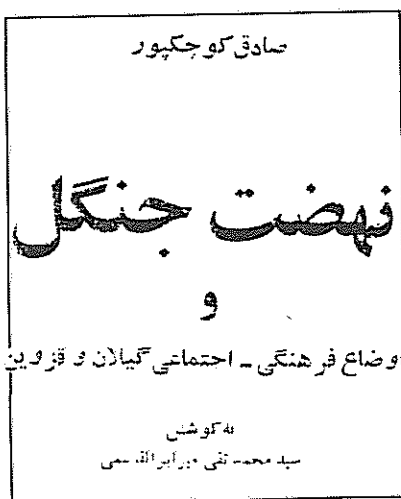 صادق کوچکپور
نهضت جنگل
و
وضاع فرهنگی ـ اجتماعی گیلان و قزوین
به کوشش
سید محمد تقی میرابوالقاسمی